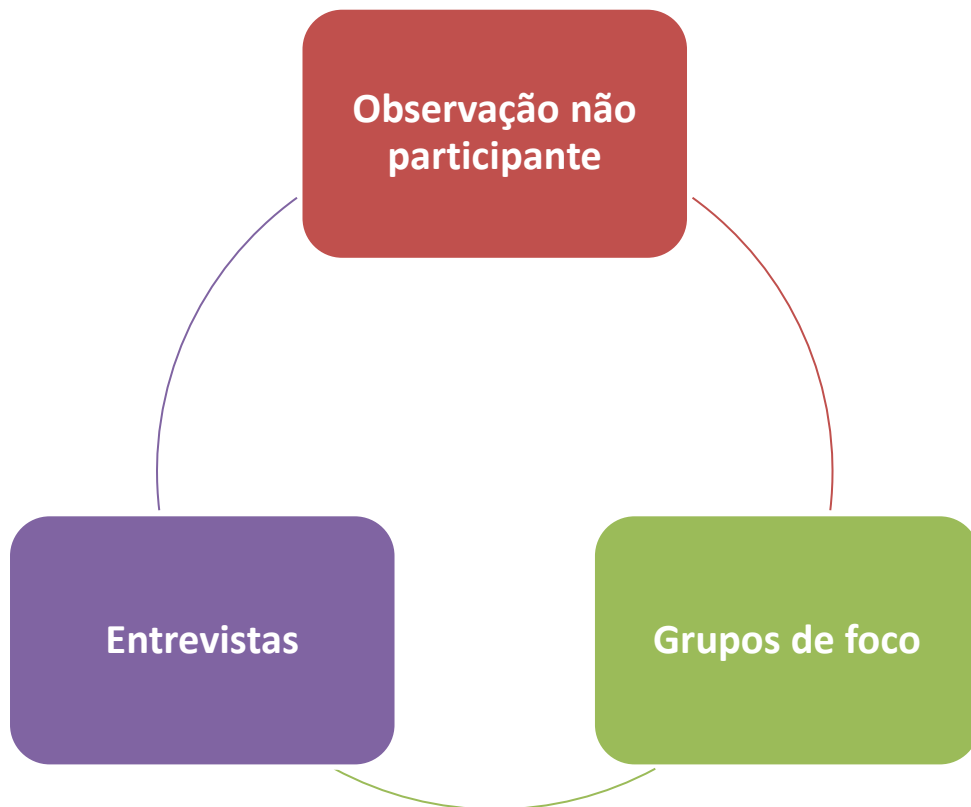 Observação não
participante
Entrevistas
Grupos de foco